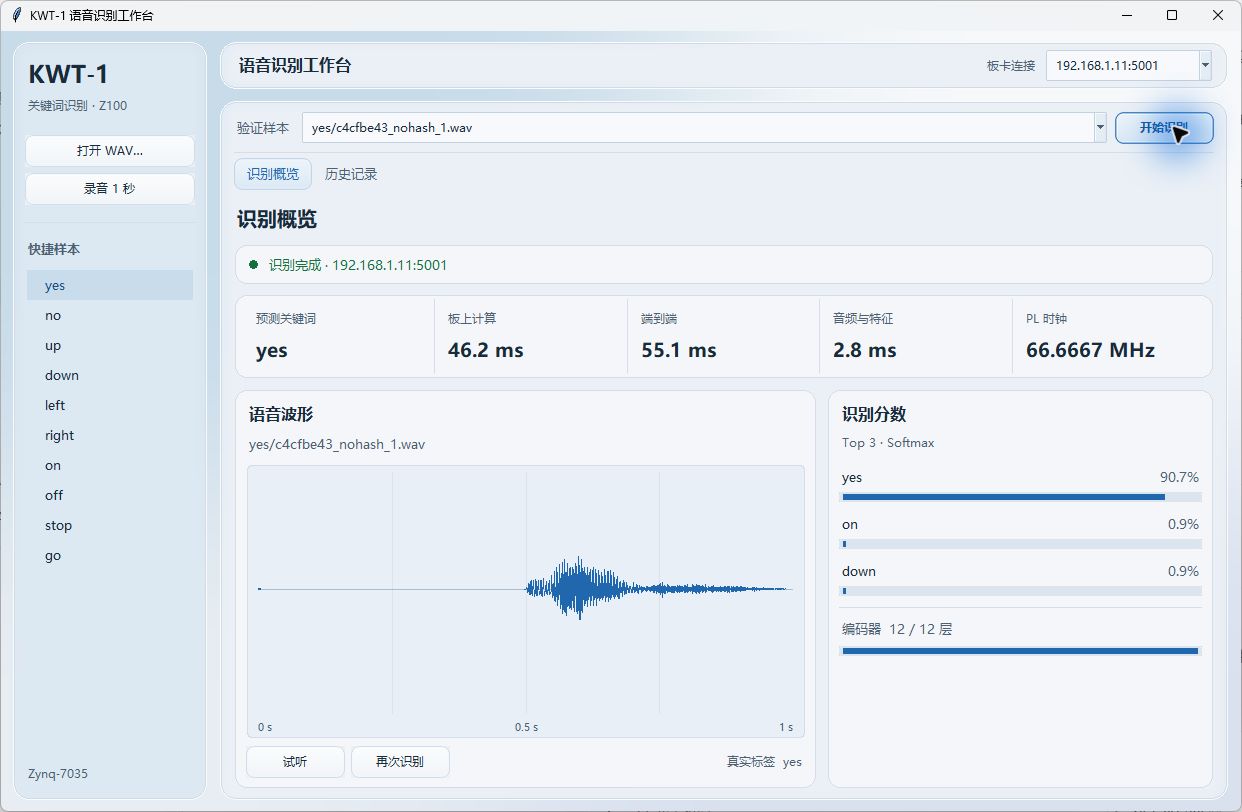 KWT-1 语音识别工作台
KWT-1
关键词识别 · Z100
打开 WAV...
录音 1 秒
快捷样本
yes
no
up
down
left
right
on
off
stop
go
Zynq-7035
语音识别工作台
板卡连接 192.168.1.11:5001
验证样本 yes/c4cfbe43_nohash_1.wav 开始识别
识别概览 历史记录
识别概览
识别完成 · 192.168.1.11:5001
预测关键词 板上计算 端到端 音频与特征 PL 时钟
yes 46.2 ms 55.1 ms 2.8 ms 66.6667 MHz
语音波形
yes/c4cfbe43_nohash_1.wav
0 s 0.5 s 1 s
试听 再次识别 真实标签 yes
识别分数
Top 3 · Softmax
yes 90.7%
on 0.9%
down 0.9%
编码器 12 / 12 层